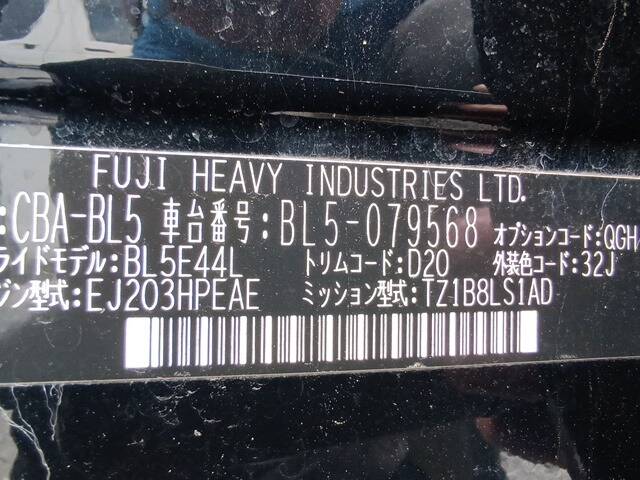 FUJI HEAVY INDUSTRIES LTD.
:CBA-BL5 車台番号:BL5-079568 オプションコード:QGH
ライドモデル:BL5E44L トリムコード:D20 外装色コード:32J
ジン型式:EJ203HPEAE ミッション型式:TZ1B8LS1AD